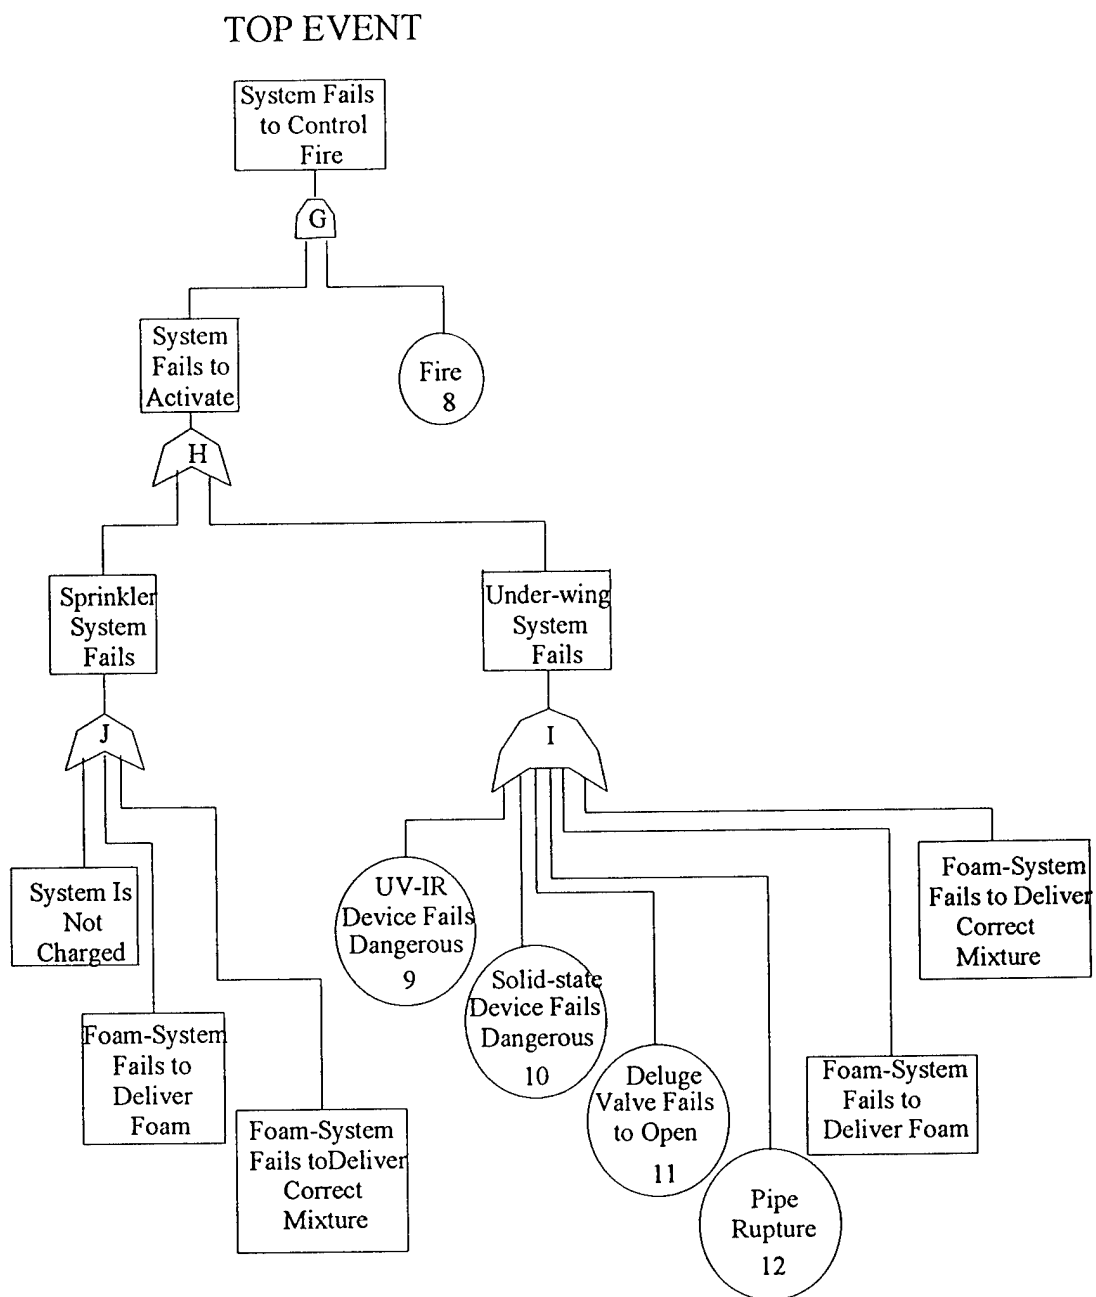 TOP EVENT
System Fails
to Control
Fire
G
System
Fails to
Activate
Fire
8
H
Sprinkler
System
Fails
Under-wing
System
Fails
J
I
System Is
Not
Charged
Foam-System
Fails to
Deliver
Foam
Foam-System
Fails toDeliver
Correct
Mixture
UV-IR
Device Fails
Dangerous
9
Solid-state
Device Fails
Dangerous
10
Deluge
Valve Fails
to Open
11
Pipe
Rupture
12
Foam-System
Fails to
Deliver Foam
Foam-System
Fails to Deliver
Correct
Mixture